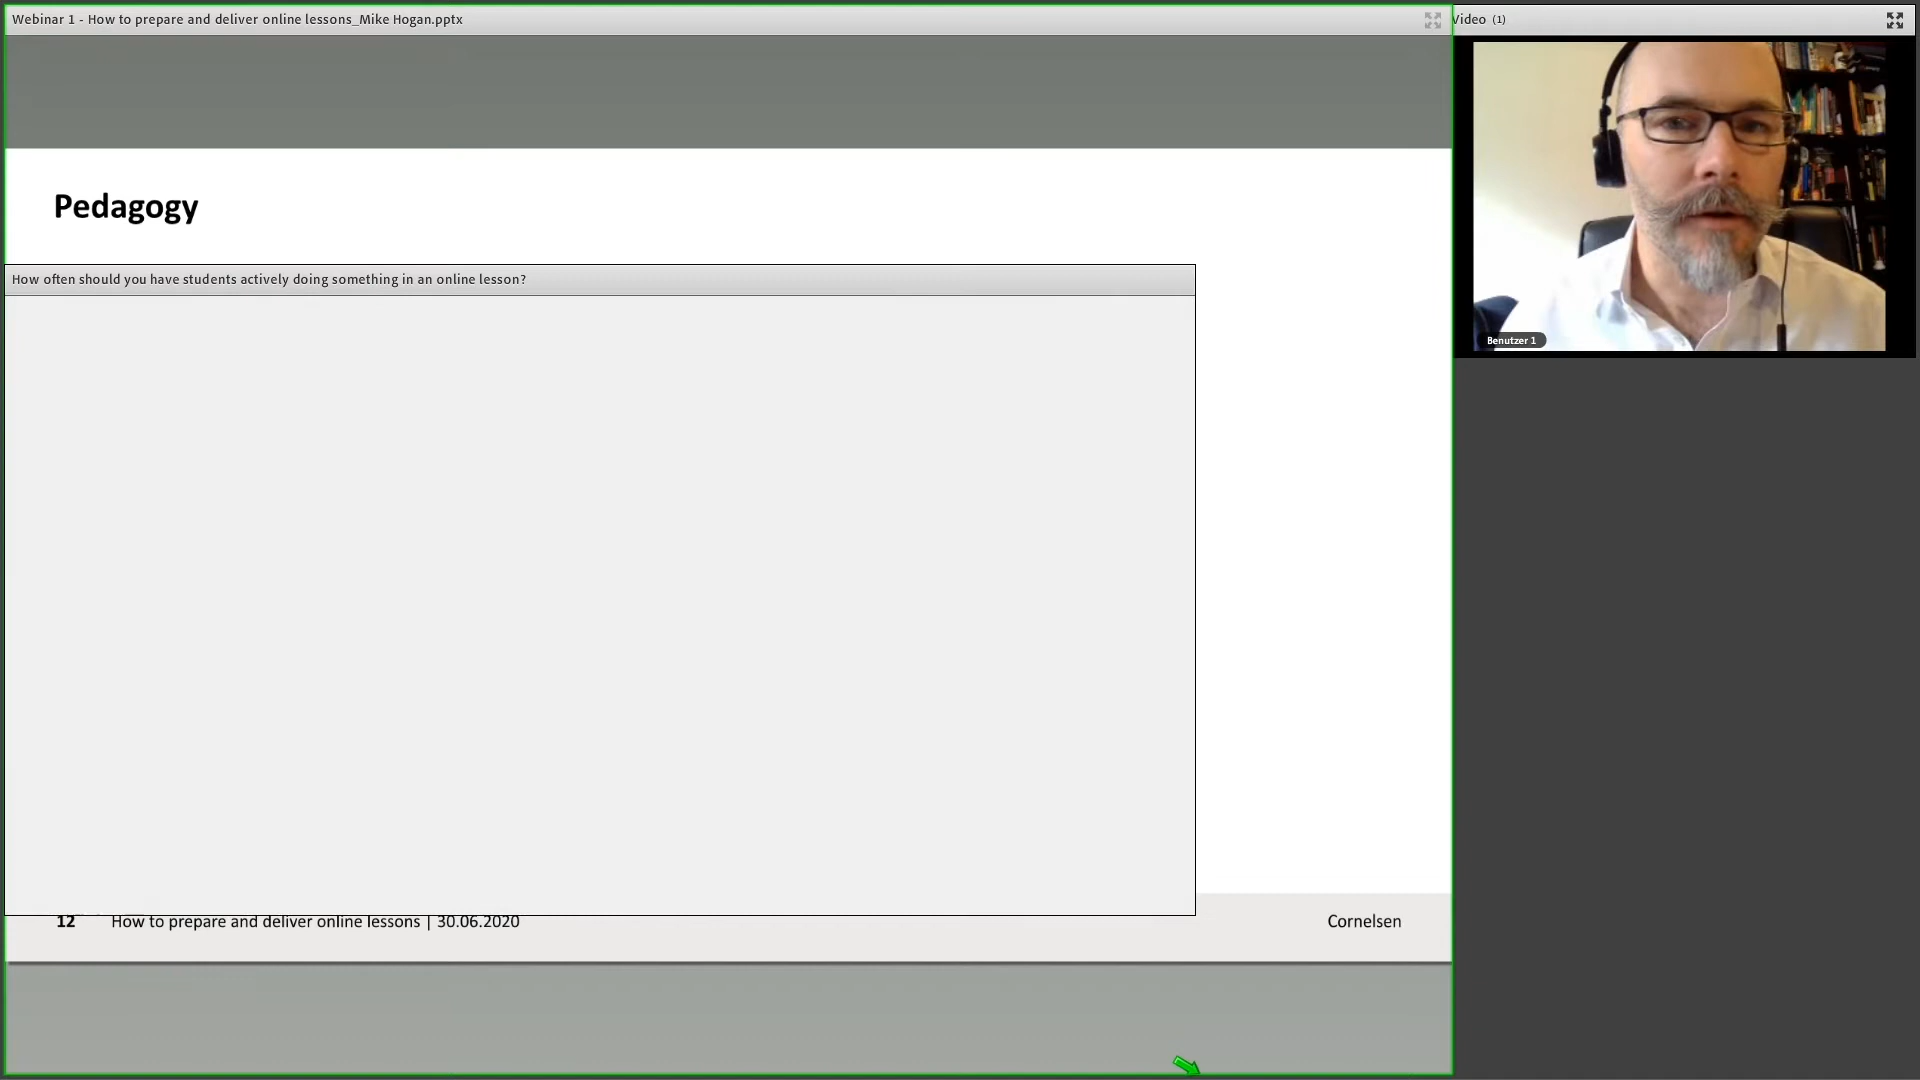 Webinar 1 - How to prepare and deliver online lessons_Mike Hogan.pptx
Video (1)
Pedagogy
How often should you have students actively doing something in an online lesson?
Benutzer 1
12 How to prepare and deliver online lessons | 30.06.2020
Cornelsen